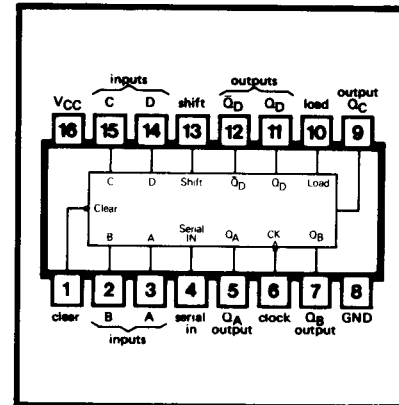 inputs outputs output
VCC C D shift Q̅D QD load QC
16 15 14 13 12 11 10 9
C D Shift Q̅D QD Load
Clear
B A Serial IN QA CK QB
1 2 3 4 5 6 7 8
clear B A serial in QA output clock QB output GND
inputs